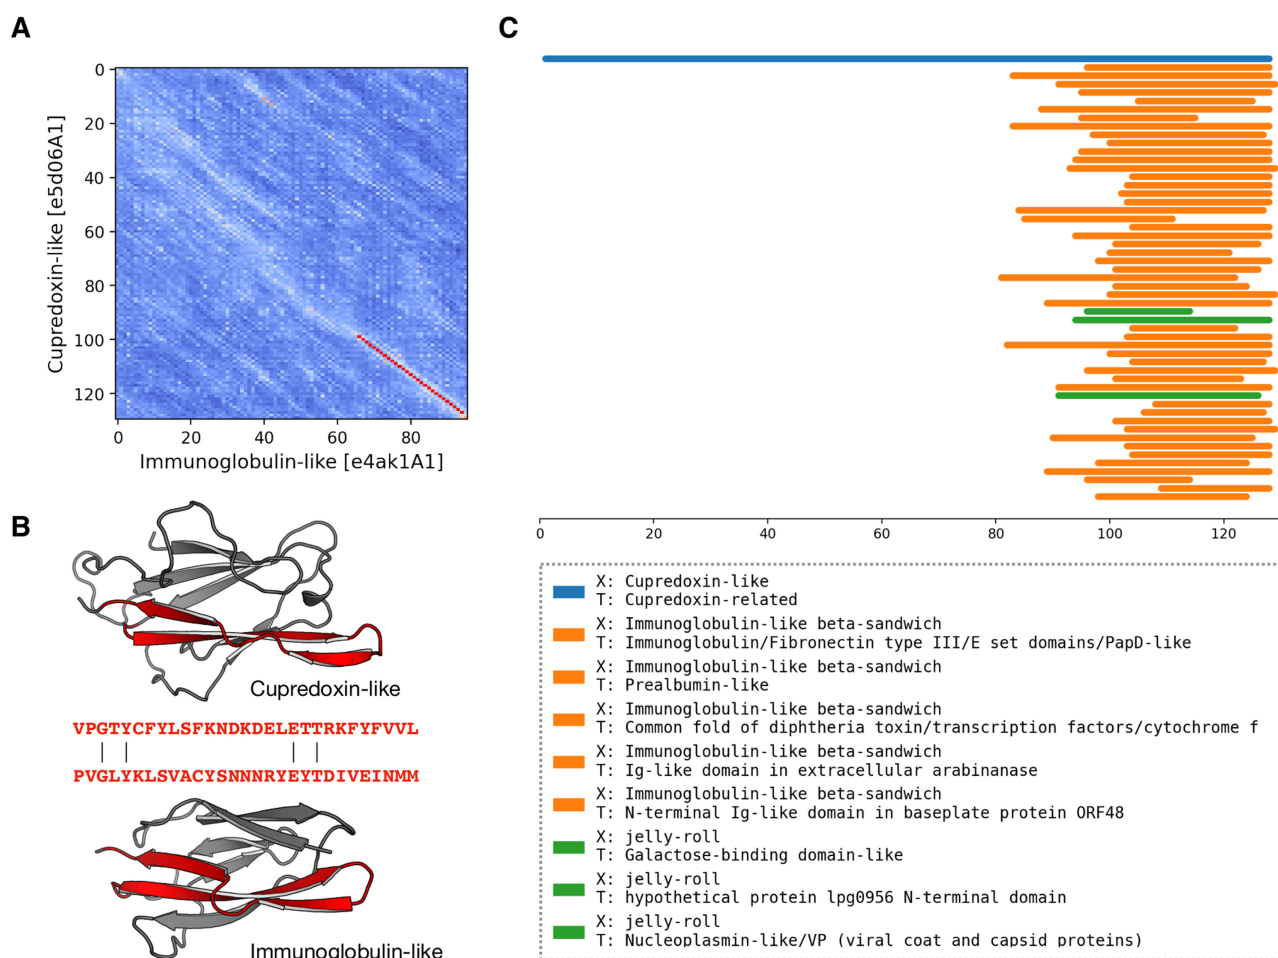 A
C
0
20
40
60
80
100
120
Cupredoxin-like [e5d06A1]
0 20 40 60 80
Immunoglobulin-like [e4ak1A1]
B
Cupredoxin-like
VPGTYCFYLSFKNDKDELETTRKFYFVVL
PVGLYKLSVACYSNNNRYEYTDIVEINMM
Immunoglobulin-like
0 20 40 60 80 100 120
X: Cupredoxin-like
T: Cupredoxin-related
X: Immunoglobulin-like beta-sandwich
T: Immunoglobulin/Fibronectin type III/E set domains/PapD-like
X: Immunoglobulin-like beta-sandwich
T: Prealbumin-like
X: Immunoglobulin-like beta-sandwich
T: Common fold of diphtheria toxin/transcription factors/cytochrome f
X: Immunoglobulin-like beta-sandwich
T: Ig-like domain in extracellular arabinanase
X: Immunoglobulin-like beta-sandwich
T: N-terminal Ig-like domain in baseplate protein ORF48
X: jelly-roll
T: Galactose-binding domain-like
X: jelly-roll
T: hypothetical protein lpg0956 N-terminal domain
X: jelly-roll
T: Nucleoplasmin-like/VP (viral coat and capsid proteins)